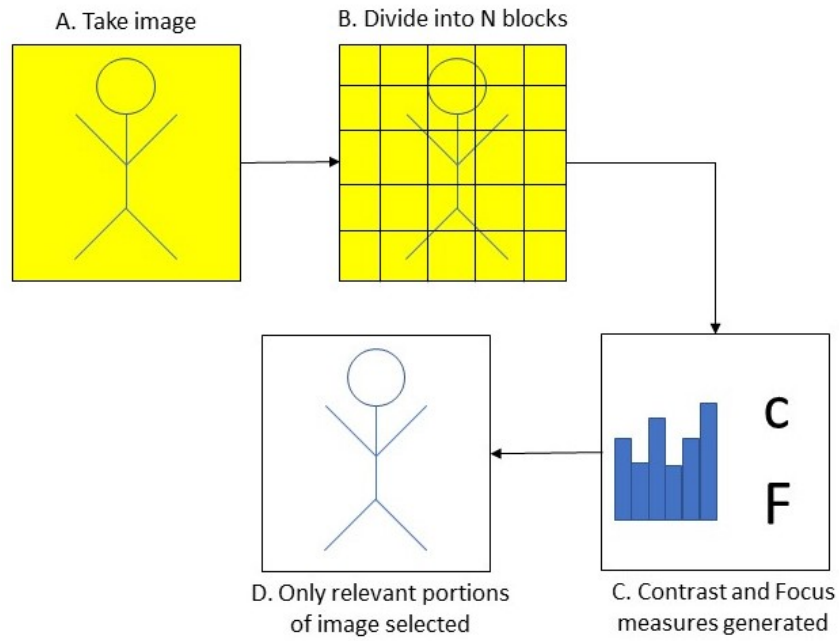 A. Take image
B. Divide into N blocks
C
F
C. Contrast and Focus
measures generated
D. Only relevant portions
of image selected